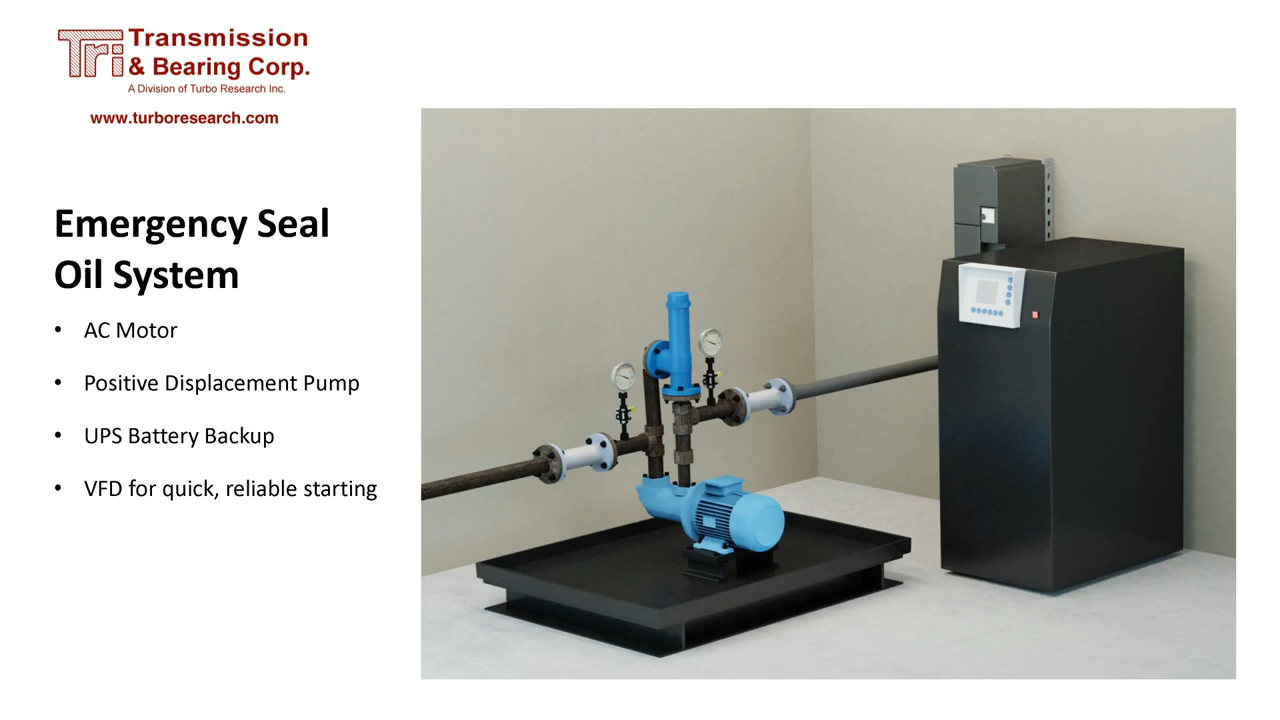 Tri
Transmission
& Bearing Corp.
A Division of Turbo Research Inc.
www.turboresearch.com
Emergency Seal
Oil System
• AC Motor
• Positive Displacement Pump
• UPS Battery Backup
• VFD for quick, reliable starting